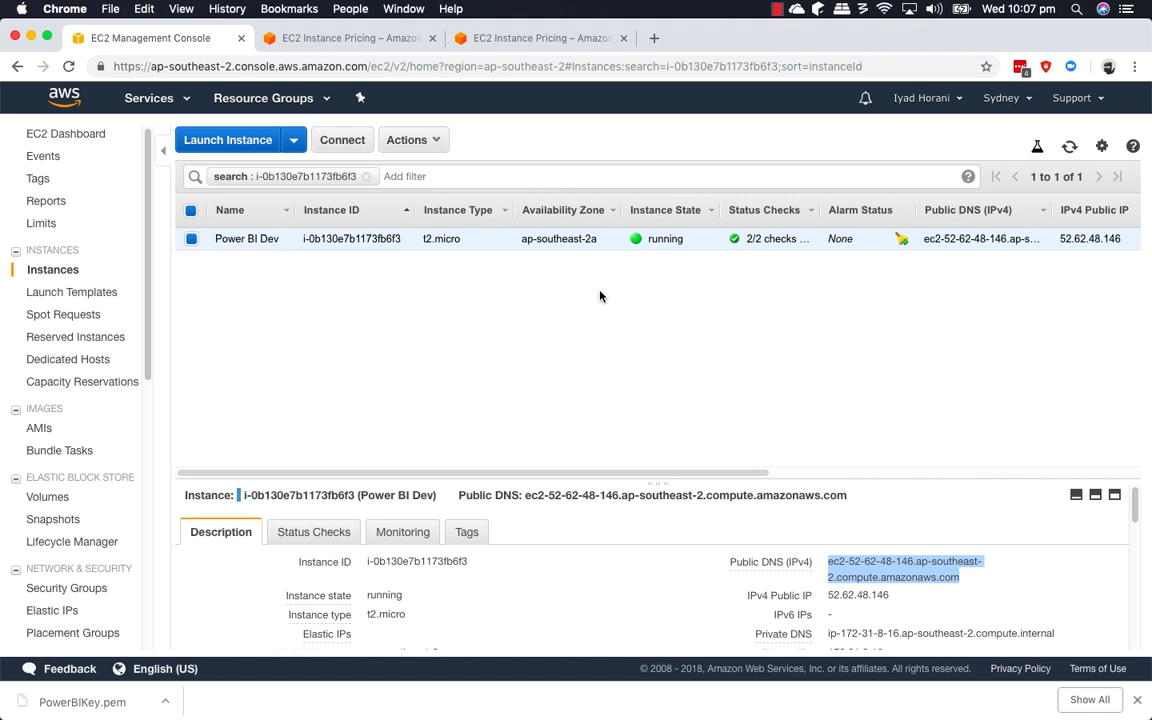 Chrome File Edit View History Bookmarks People Window Help Wed 10:07 pm
EC2 Management Console EC2 Instance Pricing – Amazon EC2 Instance Pricing – Amazon
https://ap-southeast-2.console.aws.amazon.com/ec2/v2/home?region=ap-southeast-2#Instances:search=i-0b130e7b1173fb6f3;sort=instanceId 4
aws Services Resource Groups Iyad Horani Sydney Support
EC2 Dashboard
Events
Tags
Reports
Limits
INSTANCES
Instances
Launch Templates
Spot Requests
Reserved Instances
Dedicated Hosts
Capacity Reservations
IMAGES
AMIs
Bundle Tasks
ELASTIC BLOCK STORE
Volumes
Snapshots
Lifecycle Manager
NETWORK & SECURITY
Security Groups
Elastic IPs
Placement Groups
Launch Instance Connect Actions
search : i-0b130e7b1173fb6f3 Add filter 1 to 1 of 1
Name Instance ID Instance Type Availability Zone Instance State Status Checks Alarm Status Public DNS (IPv4) IPv4 Public IP
Power BI Dev i-0b130e7b1173fb6f3 t2.micro ap-southeast-2a running 2/2 checks ... None ec2-52-62-48-146.ap-s... 52.62.48.146
Instance: i-0b130e7b1173fb6f3 (Power BI Dev) Public DNS: ec2-52-62-48-146.ap-southeast-2.compute.amazonaws.com
Description Status Checks Monitoring Tags
Instance ID i-0b130e7b1173fb6f3 Public DNS (IPv4) ec2-52-62-48-146.ap-southeast-
2.compute.amazonaws.com
Instance state running IPv4 Public IP 52.62.48.146
Instance type t2.micro IPv6 IPs -
Elastic IPs Private DNS ip-172-31-8-16.ap-southeast-2.compute.internal
Feedback English (US) © 2008 - 2018, Amazon Web Services, Inc. or its affiliates. All rights reserved. Privacy Policy Terms of Use
PowerBIKey.pem Show All